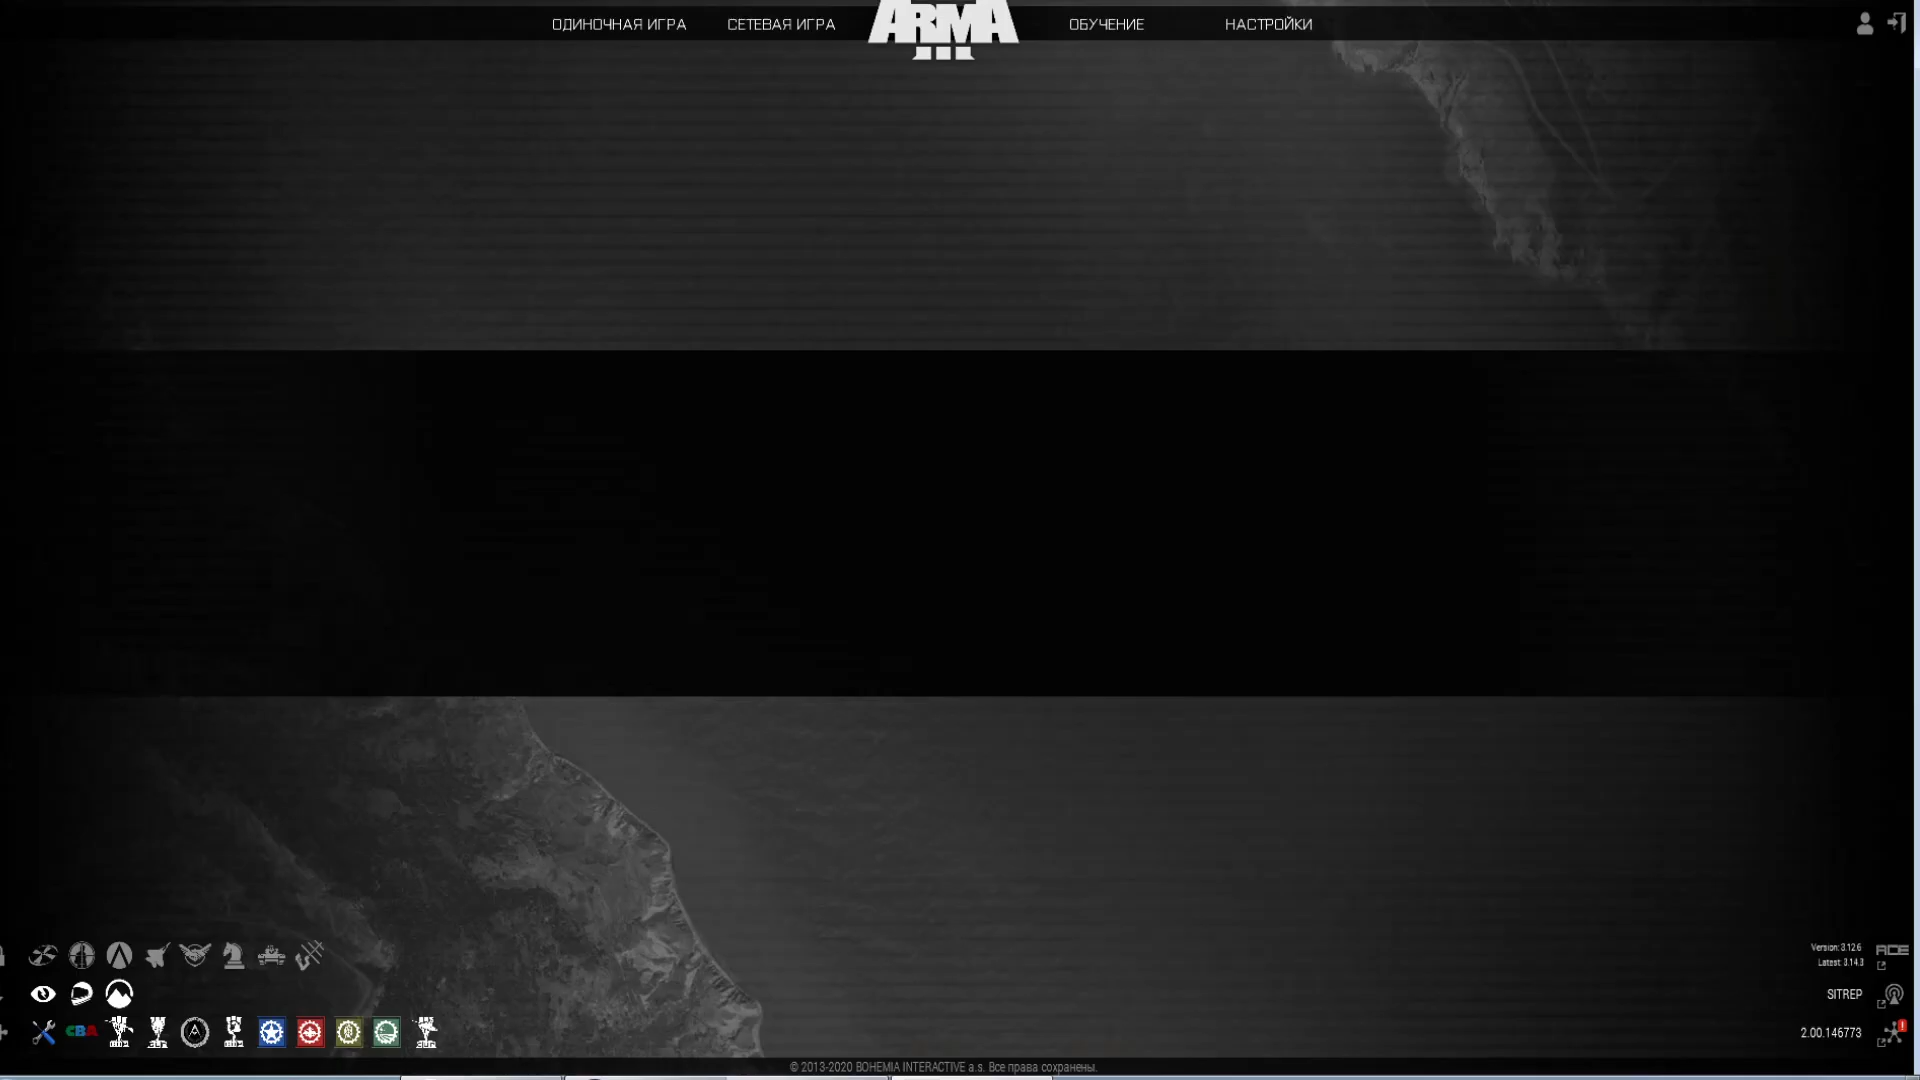 ОДИНОЧНАЯ ИГРА
СЕТЕВАЯ ИГРА
ARMA III
ОБУЧЕНИЕ
НАСТРОЙКИ
Version: 3.12.6
Latest: 3.14.3
ACE
SITREP
CBA
2.00.146773
© 2013-2020 BOHEMIA INTERACTIVE a.s. Все права сохранены.